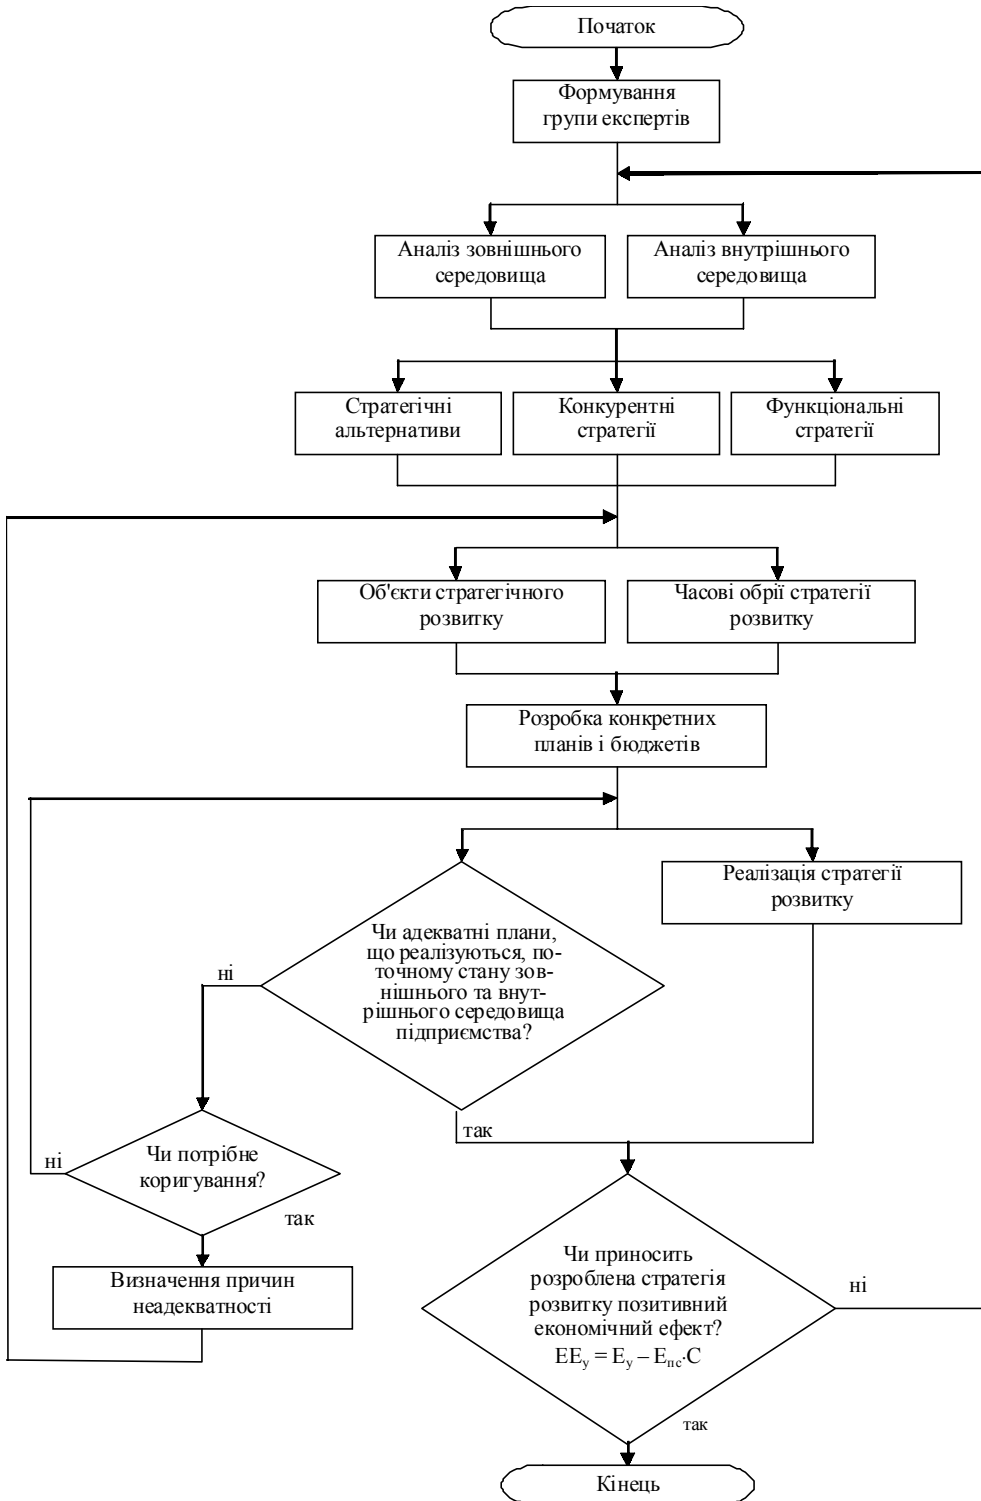 Початок
Формування
групи експертів
Аналіз зовнішнього
середовища
Аналіз внутрішнього
середовища
Стратегічні
альтернативи
Конкурентні
стратегії
Функціональні
стратегії
Об'єкти стратегічного
розвитку
Часові обрії стратегії
розвитку
Розробка конкретних
планів і бюджетів
Реалізація стратегії
розвитку
Чи адекватні плани,
що реалізуються, по-
точному стану зов-
нішнього та внут-
рішнього середовища
підприємства?
ні
так
Чи потрібне
коригування?
ні
так
Визначення причин
неадекватності
Чи приносить
розроблена стратегія
розвитку позитивний
економічний ефект?
EEу = Eу – Eпс·C
ні
так
Кінець